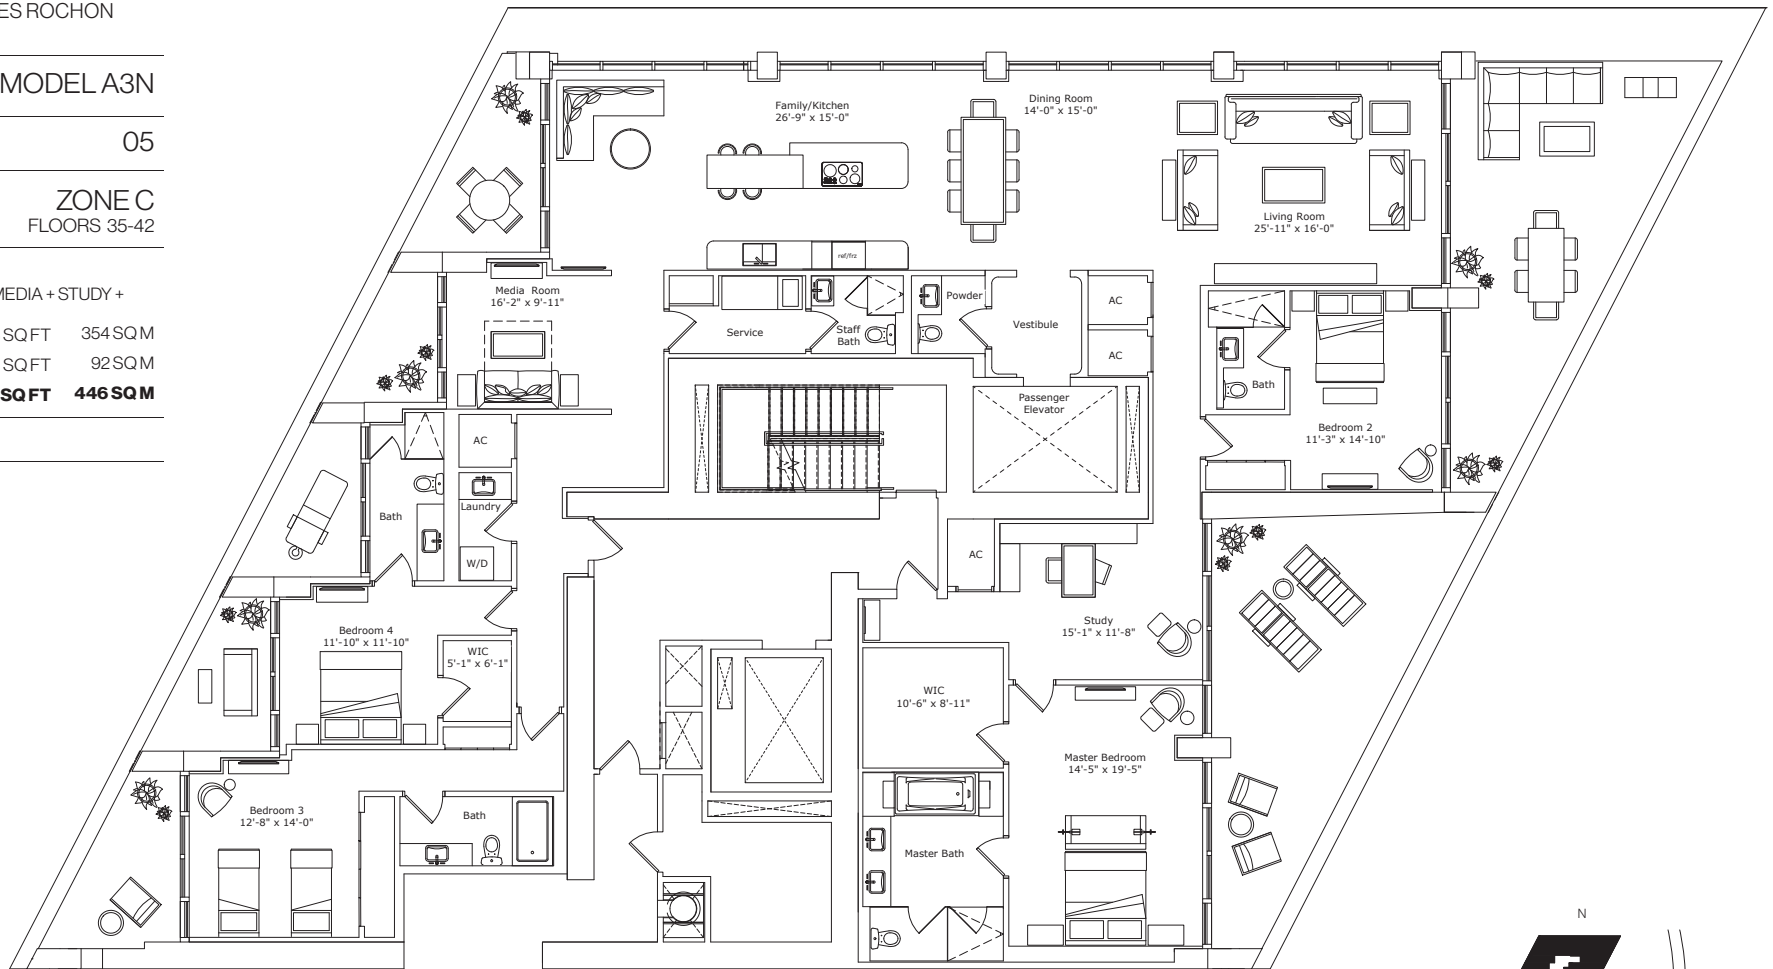 ES ROCHON
MODEL A3N
05
ZONE C
FLOORS 35-42
MEDIA + STUDY +
SQ FT 354 SQ M
SQ FT 92 SQ M
SQ FT 446 SQ M
Family/Kitchen
26'-9" x 15'-0"
Dining Room
14'-0" x 15'-0"
Living Room
25'-11" x 16'-0"
ref/frz
Media Room
16'-2" x 9'-11"
Service
Staff
Bath
Powder
Vestibule
AC
AC
Passenger
Elevator
Bath
Bedroom 2
11'-3" x 14'-10"
AC
Laundry
Bath
W/D
AC
Bedroom 4
11'-10" x 11'-10"
WIC
5'-1" x 6'-1"
Study
15'-1" x 11'-8"
WIC
10'-6" x 8'-11"
Master Bedroom
14'-5" x 19'-5"
Bedroom 3
12'-8" x 14'-0"
Bath
Master Bath
N